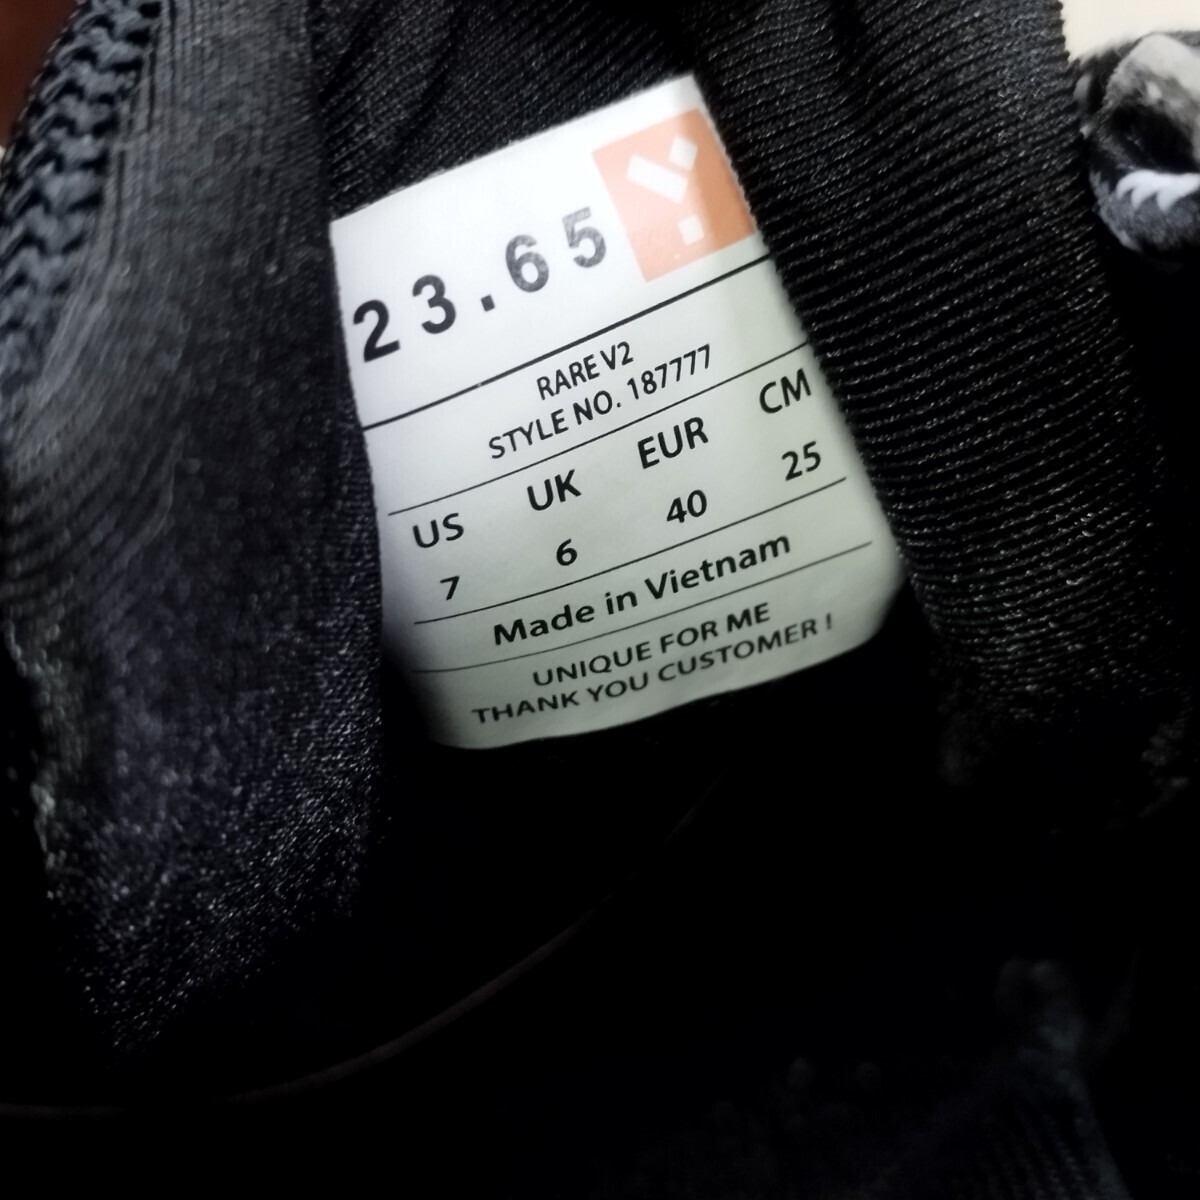 23.65
RARE V2
STYLE NO. 187777
US UK EUR CM
7 6 40 25
Made in Vietnam
UNIQUE FOR ME
THANK YOU CUSTOMER !